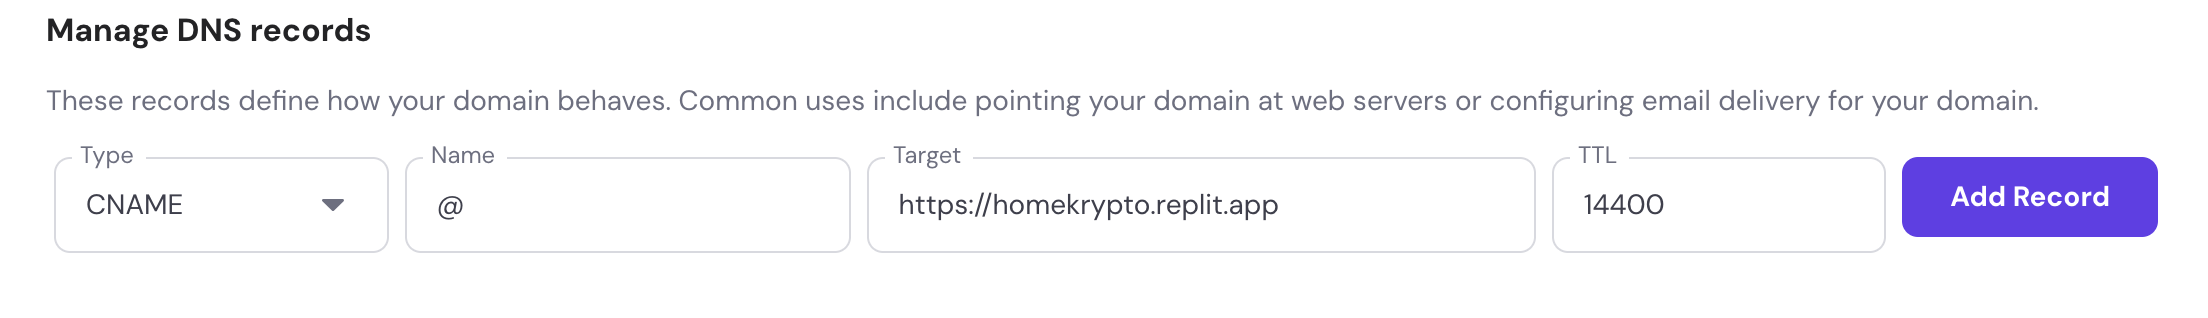 Manage DNS records
These records define how your domain behaves. Common uses include pointing your domain at web servers or configuring email delivery for your domain.
Type Name Target TTL
CNAME @ https://homekrypto.replit.app 14400 Add Record